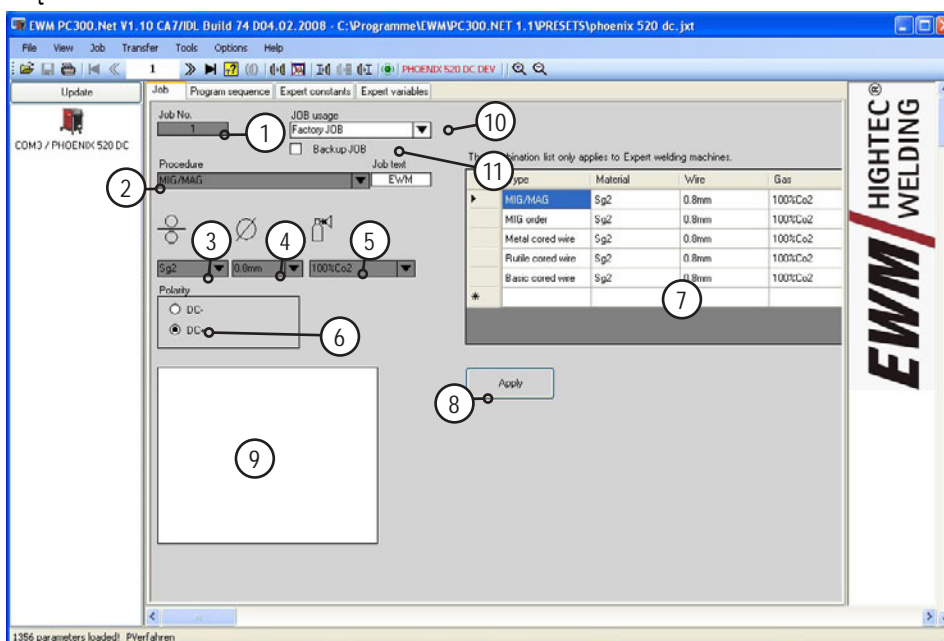 EWM PC300.Net V1.10 CA7/IDL Build 74 D04.02.2008 - C:\Programme\EWM\PC300.NET 1.1\PRESETS\phoenix 520 dc.jxt
File View Job Transfer Tools Options Help
1 PHOENIX 520 DC DEV
Update
COM3 / PHOENIX 520 DC
Job Program sequence Expert constants Expert variables
Job No. JOB usage
1 Factory JOB
1 10
Backup JOB
11
Procedure Job text
MIG/MAG EWM
2
3 4 5
Sg2 0.8mm 100%Co2
Polarity
DC-
DC+
6
9
list only applies to Expert welding machines.
Type Material Wire Gas
MIG/MAG Sg2 0.8mm 100%Co2
MIG order Sg2 0.8mm 100%Co2
Metal cored wire Sg2 0.8mm 100%Co2
Rutile cored wire Sg2 0.8mm 100%Co2
Basic cored wire Sg2 0.8mm 100%Co2
7
Apply
8
EWM HIGHTEC®
WELDING
1356 parameters loaded! PVerfahren